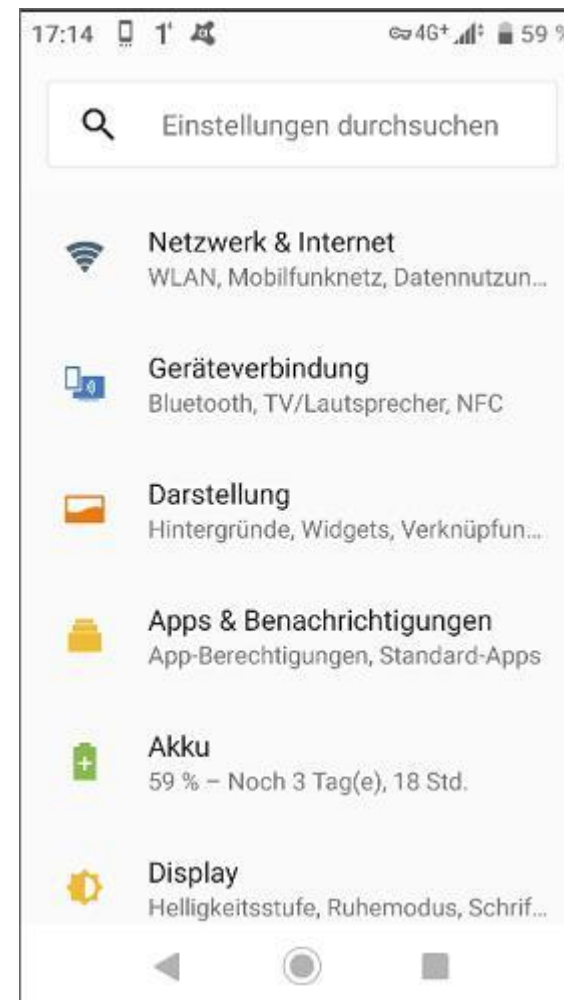 17:14 1' 4G+ 59 %
Einstellungen durchsuchen
Netzwerk & Internet
WLAN, Mobilfunknetz, Datennutzun...
Geräteverbindung
Bluetooth, TV/Lautsprecher, NFC
Darstellung
Hintergründe, Widgets, Verknüpfun...
Apps & Benachrichtigungen
App-Berechtigungen, Standard-Apps
Akku
59 % – Noch 3 Tag(e), 18 Std.
Display
Helligkeitsstufe, Ruhemodus, Schrif...